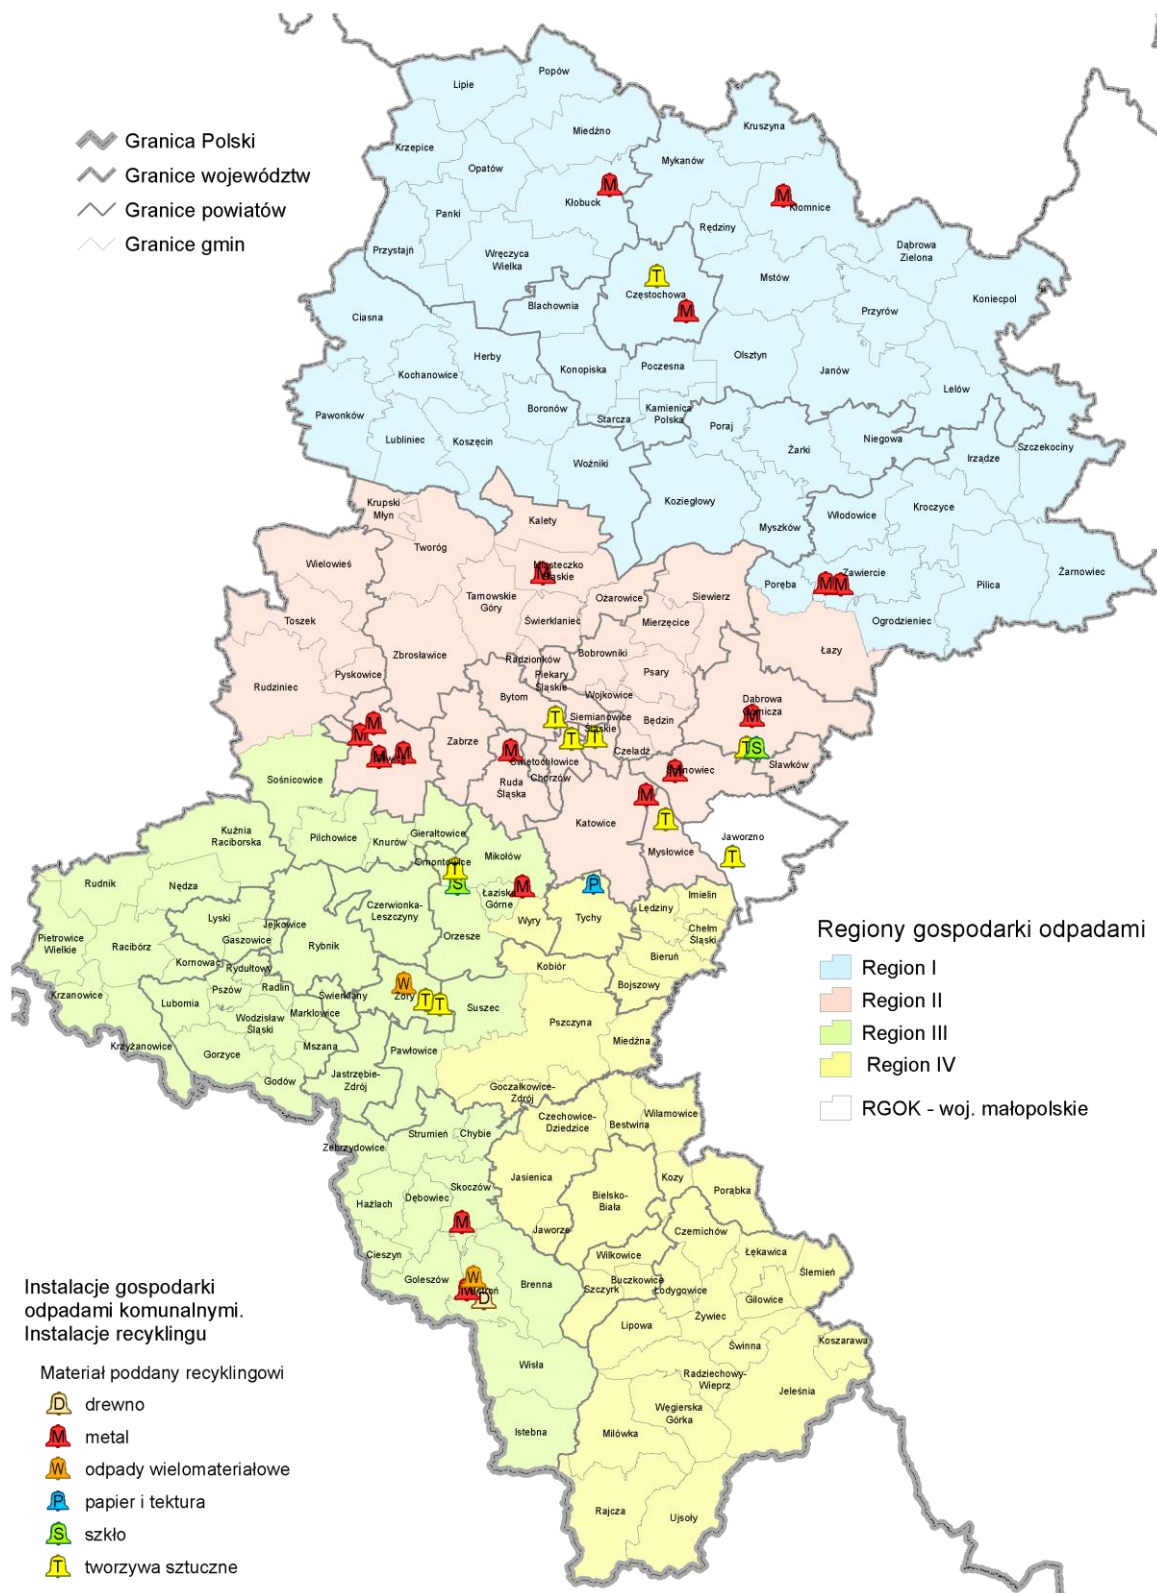 Granica Polski
Granice województw
Granice powiatów
Granice gmin
Lipie
Popów
Miedźno
Kruszyna
Krzepice
Opatów
Mykanów
M
M
Kłobuck
Kłomnice
Panki
Rędziny
Przystajń
Wręczyca
Wielka
Dąbrowa
Zielona
T
Mstów
Częstochowa
Koniecpol
Blachownia
M
Przyrów
Ciasna
Herby
Olsztyn
Konopiska
Poczesna
Janów
Kochanowice
Lelów
Pawonków
Boronów
Starcza
Kamienica
Polska
Poraj
Lubliniec
Koszęcin
Żarki
Niegowa
Szczekociny
Irządze
Woźniki
Koziegłowy
Krupski
Młyn
Kroczyce
Włodowice
Kalety
Myszków
Tworóg
Wielowieś
Miasteczko
Śląskie
M
Zawiercie
Poręba
M
M
Pilica
Żarnowiec
Tarnowskie
Góry
Ożarowice
Siewierz
Mierzęcice
Ogrodzieniec
Toszek
Świerklaniec
Łazy
Zbrosławice
Radzionków
Bobrowniki
Pyskowice
Piekary
Śląskie
Psary
Rudziniec
Bytom
Wojkowice
Dąbrowa
Górnicza
M
T
Siemianowice
Śląskie
Będzin
M
M
M
M
Zabrze
M
T
T
Czeladź
T
S
Świętochłowice
Sławków
Sosnowiec
M
Sośnicowice
Chorzów
Ruda
Śląska
M
Katowice
T
Kuźnia
Raciborska
Pilchowice
Knurów
Gierałtowice
Jaworzno
Mikołów
Mysłowice
T
Ornontowice
T
S
Rudnik
Nędza
M
P
Łaziska
Górne
Imielin
Lędziny
Czerwionka-
Leszczyny
Lyski
Wyry
Tychy
Chełm
Śląski
Jejkowice
Orzesze
Pietrowice
Wielkie
Racibórz
Gaszowice
Rybnik
Bieruń
Kornowac
Rydułtowy
Kobiór
Bojszowy
Krzanowice
Lubomia
Pszów
Radlin
Świerklany
W
Żory
T
T
Suszec
Wodzisław
Śląski
Marklowice
Pszczyna
Miedźna
Krzyżanowice
Gorzyce
Mszana
Pawłowice
Godów
Jastrzębie-
Zdrój
Goczałkowice-
Zdrój
Wilamowice
Czechowice-
Dziedzice
Bestwina
Strumień
Chybie
Zebrzydowice
Jasienica
Kozy
Porąbka
Skoczów
Dębowiec
Bielsko-
Biała
Hażlach
M
Jaworze
Czernichów
Cieszyn
Wilkowice
Łękawica
Ślemień
Goleszów
W
Brenna
Buczkowice
Szczyrk
Łodygowice
Gilowice
D
Żywiec
Lipowa
Koszarawa
Świnna
Wisła
Radziechowy-
Wieprz
Jeleśnia
Węgierska
Górka
Istebna
Milówka
Rajcza
Ujsoły
Regiony gospodarki odpadami
Region I
Region II
Region III
Region IV
RGOK - woj. małopolskie
Instalacje gospodarki
odpadami komunalnymi.
Instalacje recyklingu
Materiał poddany recyklingowi
D drewno
M metal
W odpady wielomateriałowe
P papier i tektura
S szkło
T tworzywa sztuczne